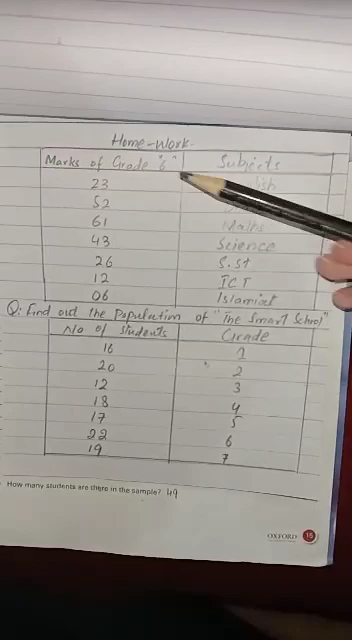 Home-Work-
Marks of Grade "6" Subjects
23
52
61 Maths
43 Science
26 S.St
12 ICT
06 Islamiat
Q: Find out the Population of "The Smart School"
No of Students Grade
16 1
20 2
12 3
18 4
17 5
22 6
19 7
How many students are there in the sample? 49
OXFORD 15